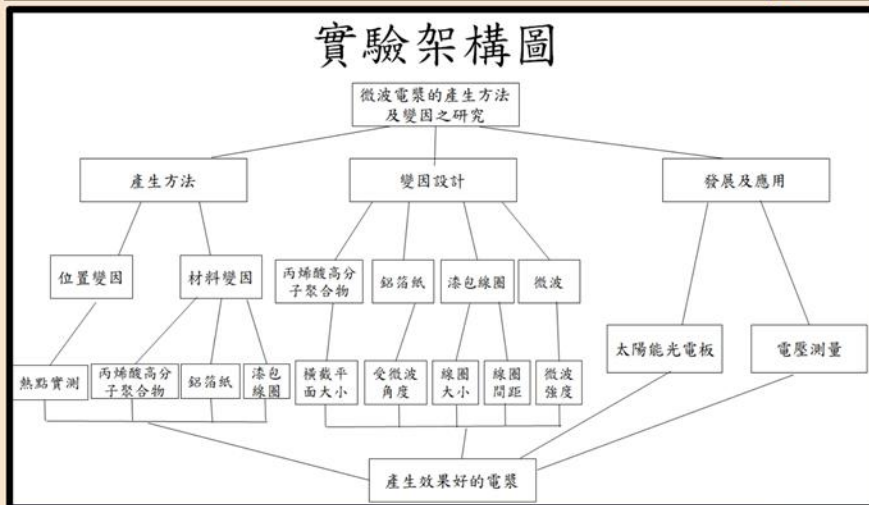 實驗架構圖
微波電漿的產生方法
及變因之研究
產生方法
變因設計
發展及應用
位置變因
材料變因
丙烯酸高分
子聚合物
鋁箔紙
漆包線圈
微波
太陽能光電板
電壓測量
熱點實測
丙烯酸高分
子聚合物
鋁箔紙
漆包
線圈
橫截平
面大小
受微波
角度
線圈
大小
線圈
間距
微波
強度
產生效果好的電漿